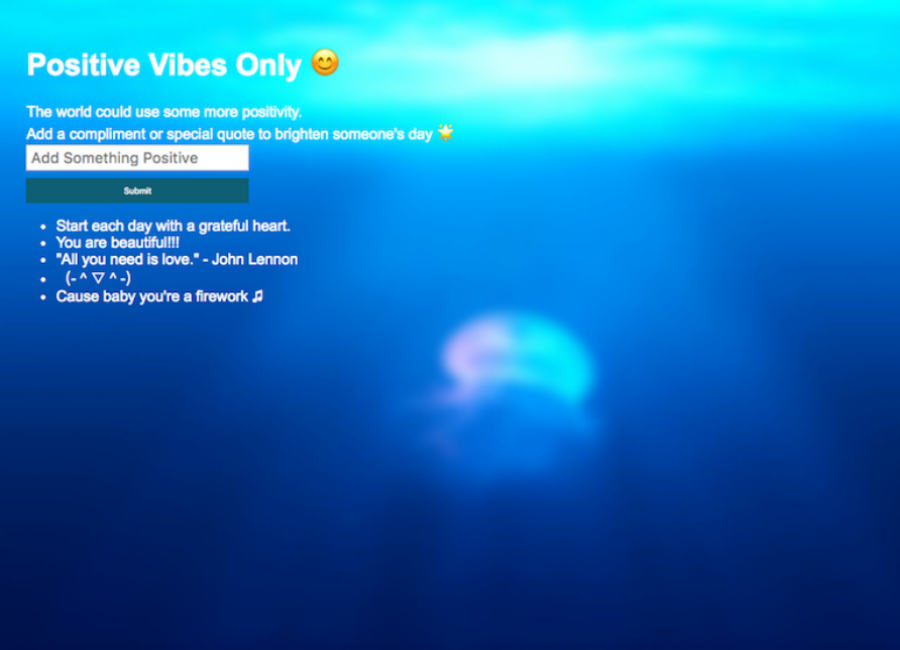 Positive Vibes Only 😊
The world could use some more positivity.
Add a compliment or special quote to brighten someone's day 🌟
Add Something Positive
Submit
• Start each day with a grateful heart.
• You are beautiful!!!
• "All you need is love." - John Lennon
• (- ^ ▽ ^ -)
• Cause baby you're a firework ♫